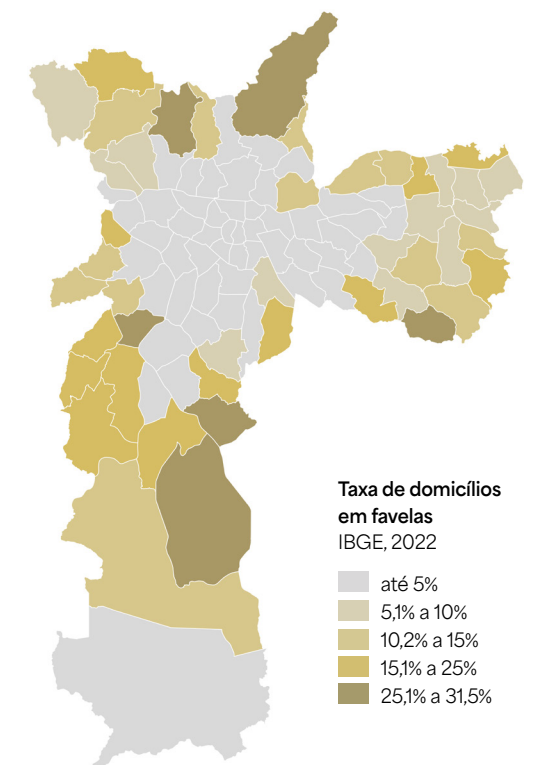 Taxa de domicílios
em favelas
IBGE, 2022
até 5%
5,1% a 10%
10,2% a 15%
15,1% a 25%
25,1% a 31,5%